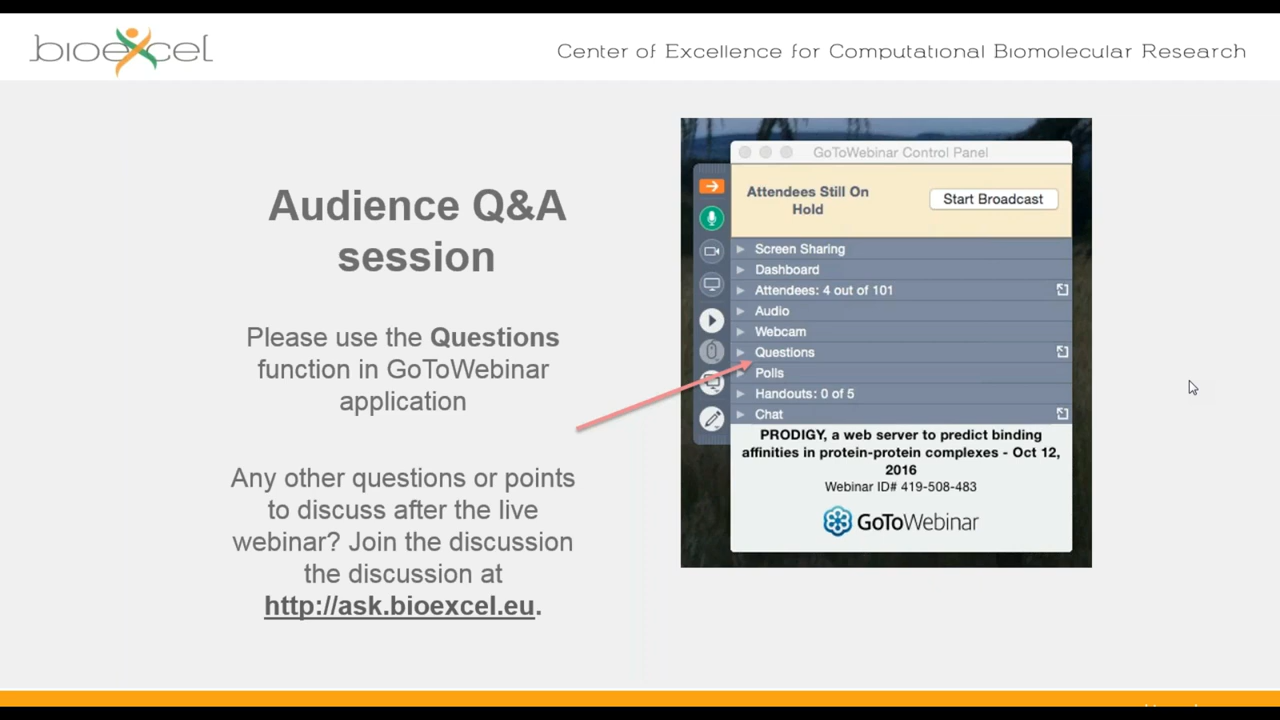 bioexcel
Center of Excellence for Computational Biomolecular Research
Audience Q&A
session
Please use the Questions
function in GoToWebinar
application
Any other questions or points
to discuss after the live
webinar? Join the discussion
the discussion at
http://ask.bioexcel.eu.
GoToWebinar Control Panel
Attendees Still On
Hold
Start Broadcast
Screen Sharing
Dashboard
Attendees: 4 out of 101
Audio
Webcam
Questions
Polls
Handouts: 0 of 5
Chat
PRODIGY, a web server to predict binding
affinities in protein-protein complexes - Oct 12,
2016
Webinar ID# 419-508-483
GoToWebinar